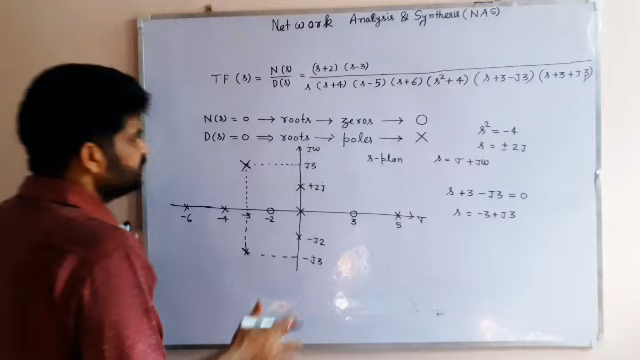 Network Analysis & Synthesis (NAS)
TF (s) = N(s) / D(s) = (s+2) (s-3) / s (s+4) (s-5) (s+6) (s²+4) (s+3-J3) (s+3+J3)
N(s) = 0 → roots → zeros → O
D(s) = 0 ⇒ roots → poles → X
s² = -4
s = ± 2J
s-plan
s = σ + Jω
s + 3 - J3 = 0
s = -3 + J3
Jω
J3
+2J
-6 -4 -3 -2 3 5 σ
-J2
-J3